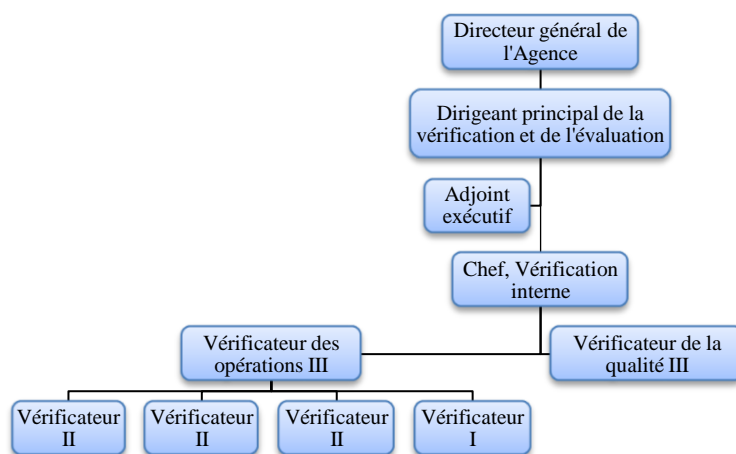 Directeur général de
l'Agence
Dirigeant principal de la
vérification et de l'évaluation
Adjoint
exécutif
Chef, Vérification
interne
Vérificateur des
opérations III
Vérificateur de la
qualité III
Vérificateur
II
Vérificateur
II
Vérificateur
II
Vérificateur
I